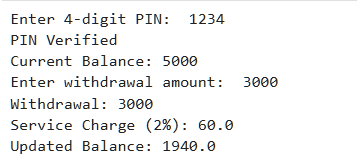 Enter 4-digit PIN:  1234
PIN Verified
Current Balance: 5000
Enter withdrawal amount:  3000
Withdrawal: 3000
Service Charge (2%): 60.0
Updated Balance: 1940.0